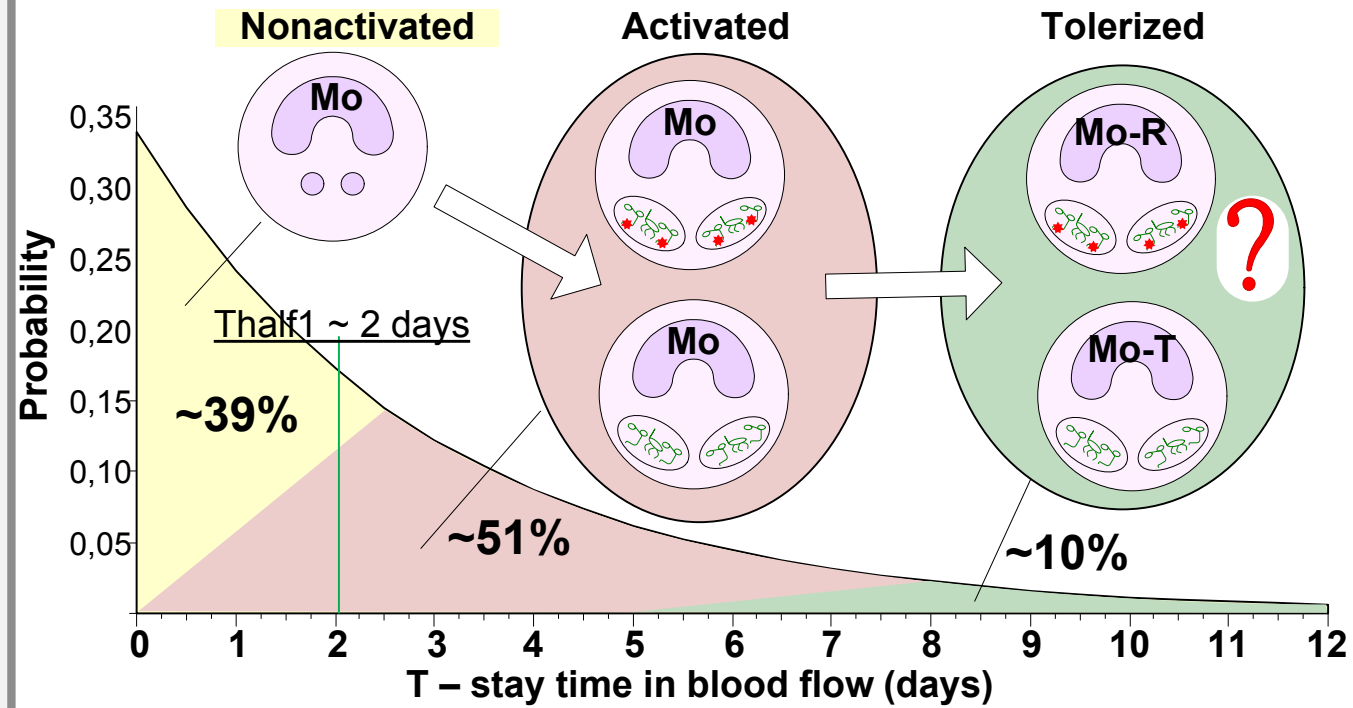 Nonactivated
Activated
Tolerized
Mo
Mo
Mo
Mo-R
Mo-T
?
Probability
0,35
0,30
0,25
0,20
0,15
0,10
0,05
Thalf1 ~ 2 days
~39%
~51%
~10%
0 1 2 3 4 5 6 7 8 9 10 11 12
T – stay time in blood flow (days)